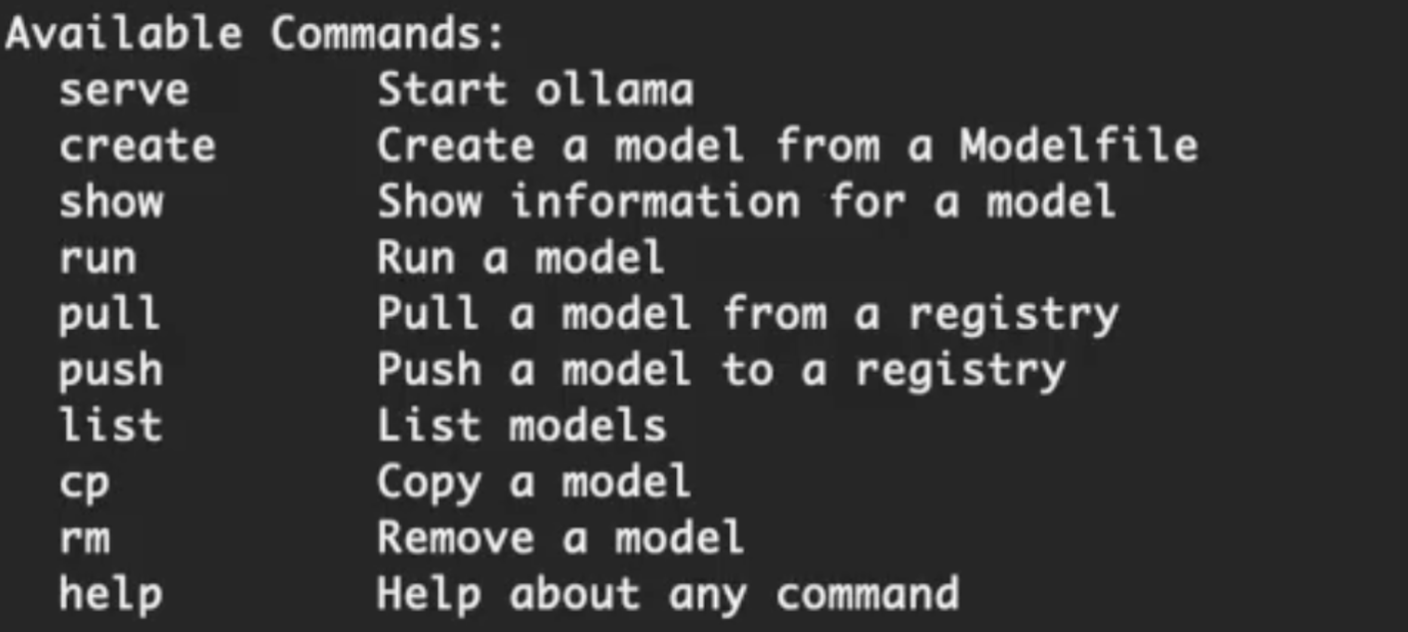 Available Commands:
serve Start ollama
create Create a model from a Modelfile
show Show information for a model
run Run a model
pull Pull a model from a registry
push Push a model to a registry
list List models
cp Copy a model
rm Remove a model
help Help about any command